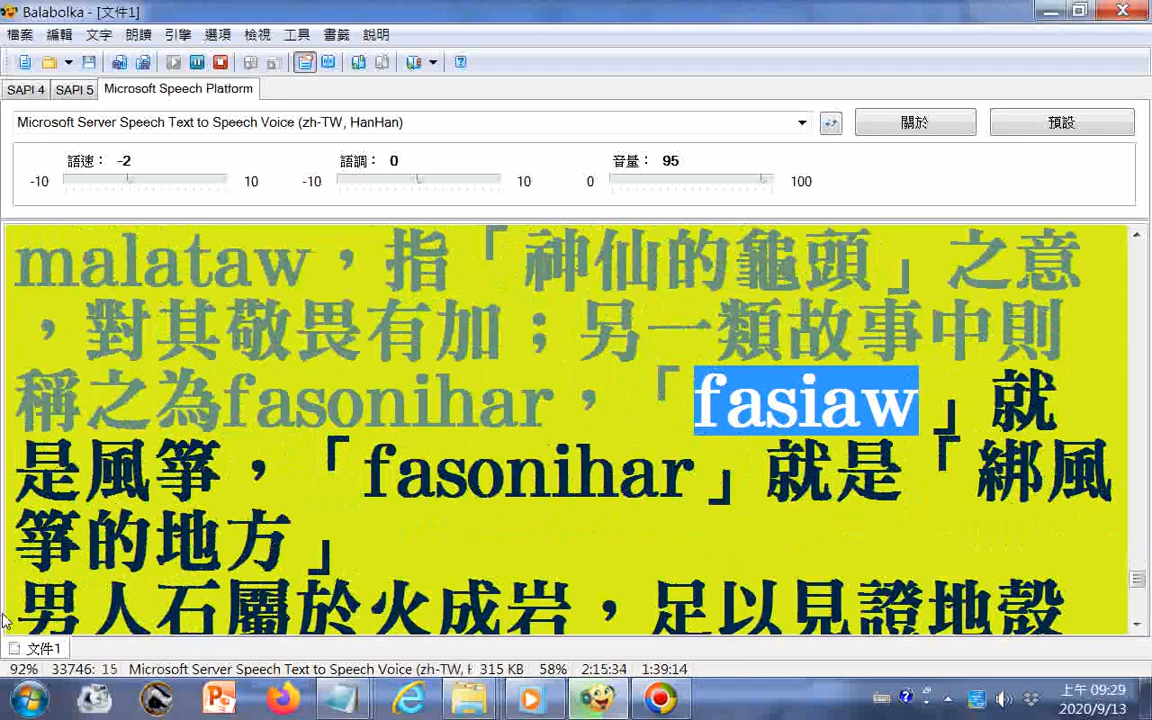 Balabolka - [文件1]
檔案 編輯 文字 朗讀 引擎 選項 檢視 工具 書籤 說明
SAPI 4 SAPI 5 Microsoft Speech Platform
Microsoft Server Speech Text to Speech Voice (zh-TW, HanHan) 關於 預設
語速： -2 語調： 0 音量： 95
-10 10 -10 10 0 100
malataw，指「神仙的龜頭」之意
，對其敬畏有加；另一類故事中則
稱之為fasonihar，「fasiaw」就
是風箏，「fasonihar」就是「綁風
箏的地方」
男人石屬於火成岩，足以見證地殼
文件1
92% 33746: 15 Microsoft Server Speech Text to Speech Voice (zh-TW, H 315 KB 58% 2:15:34 1:39:14
上午 09:29
2020/9/13